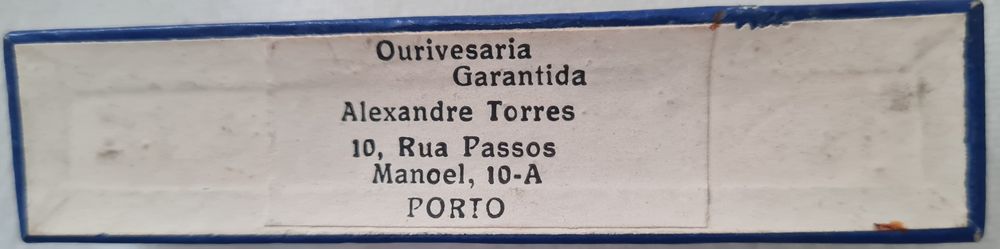 Ourivesaria
Garantida
Alexandre Torres
10, Rua Passos
Manoel, 10-A
PORTO